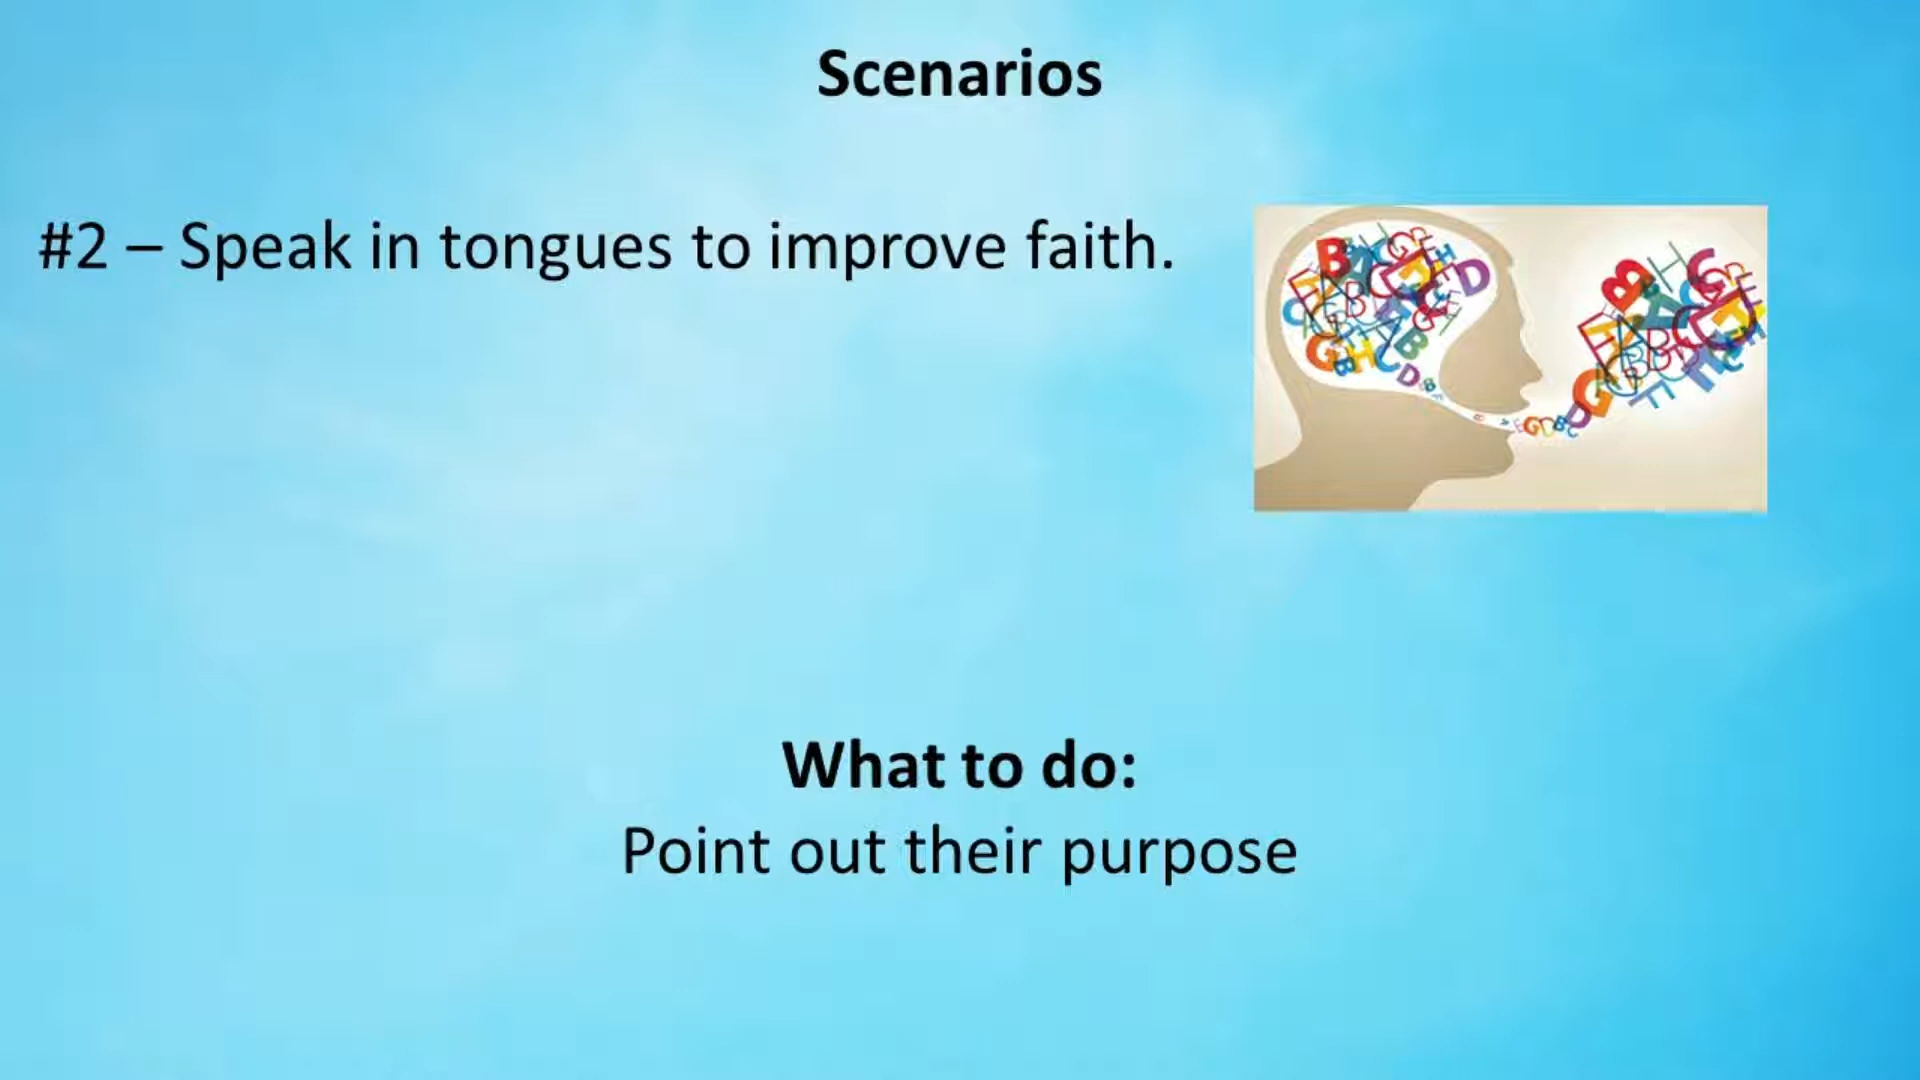 Scenarios
#2 – Speak in tongues to improve faith.
What to do:
Point out their purpose